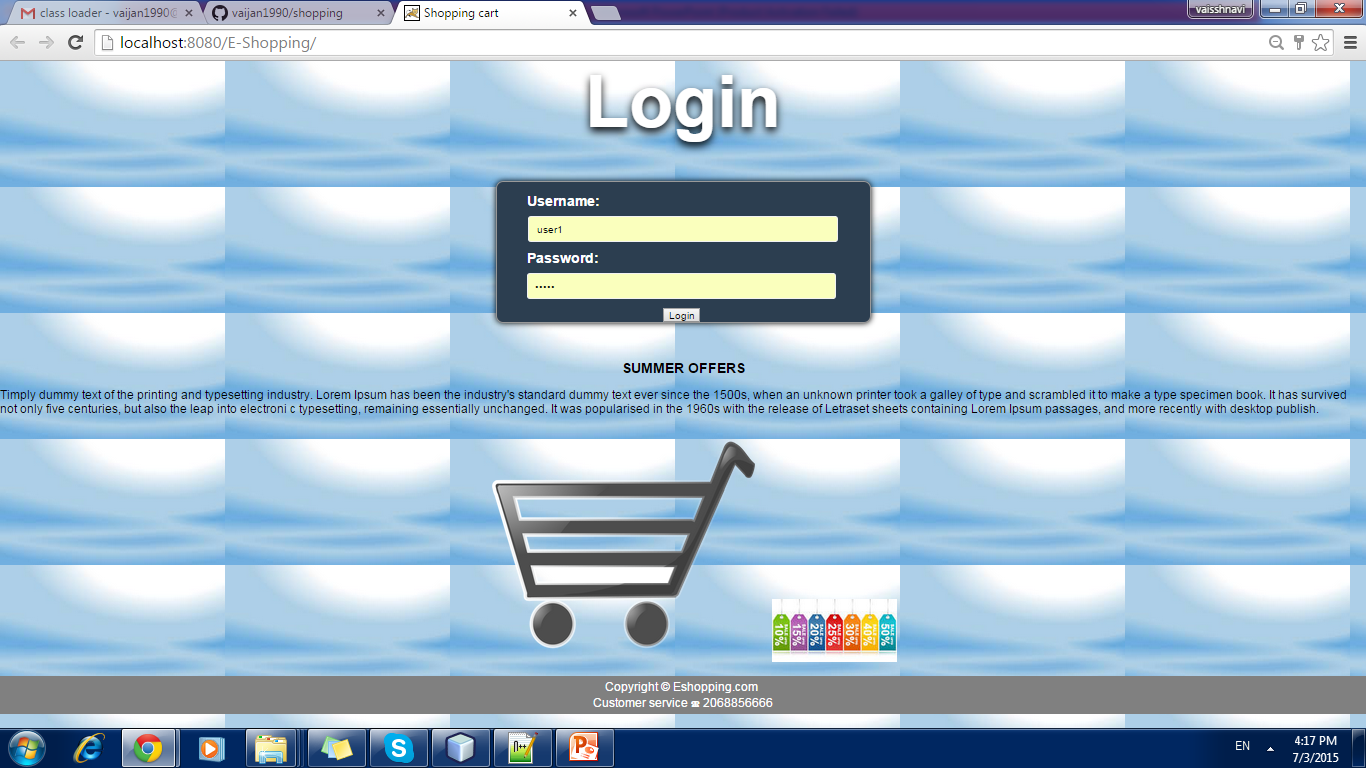 class loader - vaijan1990@
vaijan1990/shopping
Shopping cart
vaisshnavi
localhost:8080/E-Shopping/
Login
Username:
user1
Password:
•••••
Login
SUMMER OFFERS
Timply dummy text of the printing and typesetting industry. Lorem Ipsum has been the industry's standard dummy text ever since the 1500s, when an unknown printer took a galley of type and scrambled it to make a type specimen book. It has survived
not only five centuries, but also the leap into electroni c typesetting, remaining essentially unchanged. It was popularised in the 1960s with the release of Letraset sheets containing Lorem Ipsum passages, and more recently with desktop publish.
10% 15% 20% 25% 30% 40% 50%
Copyright © Eshopping.com
Customer service ☎ 2068856666
EN
4:17 PM
7/3/2015